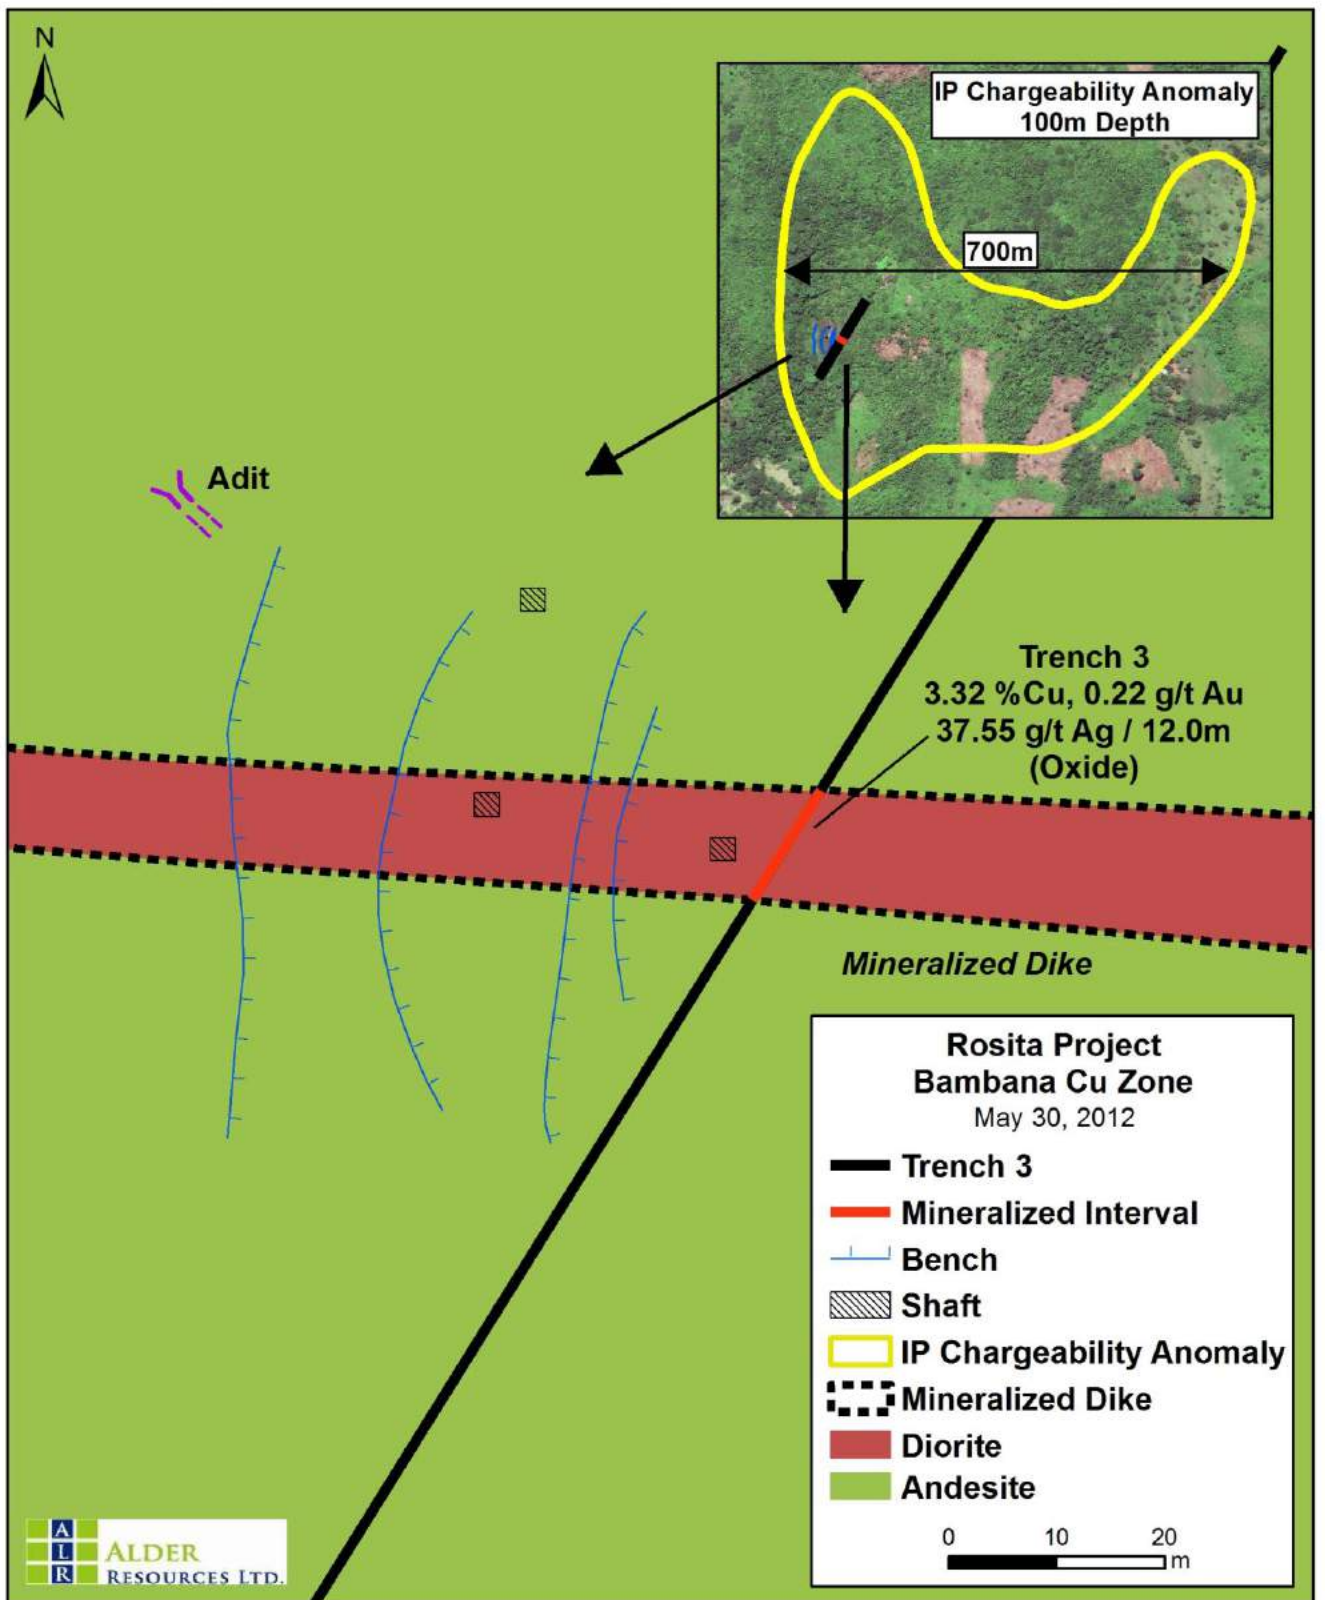 N
IP Chargeability Anomaly
100m Depth
700m
Adit
Trench 3
3.32 %Cu, 0.22 g/t Au
37.55 g/t Ag / 12.0m
(Oxide)
Mineralized Dike
Rosita Project
Bambana Cu Zone
May 30, 2012
Trench 3
Mineralized Interval
Bench
Shaft
IP Chargeability Anomaly
Mineralized Dike
Diorite
Andesite
0 10 20
m
A
L
R
ALDER
RESOURCES LTD.